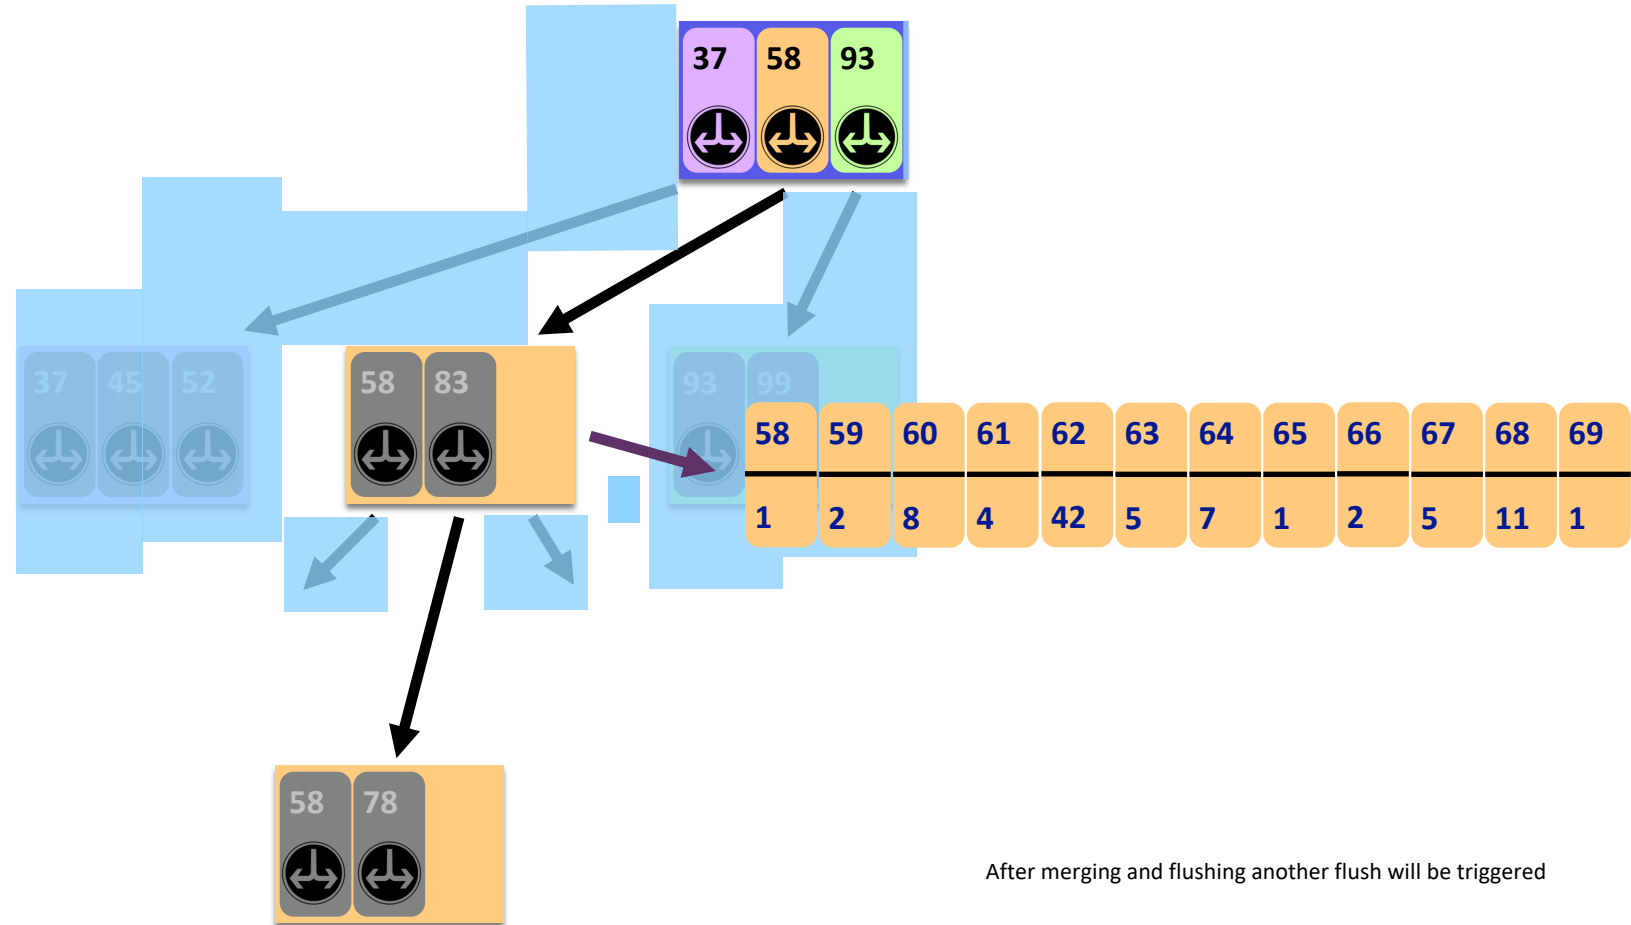 37 58 93
37 45 52
58 83
93 99
58 59 60 61 62 63 64 65 66 67 68 69
1 2 8 4 42 5 7 1 2 5 11 1
58 78
After merging and flushing another flush will be triggered